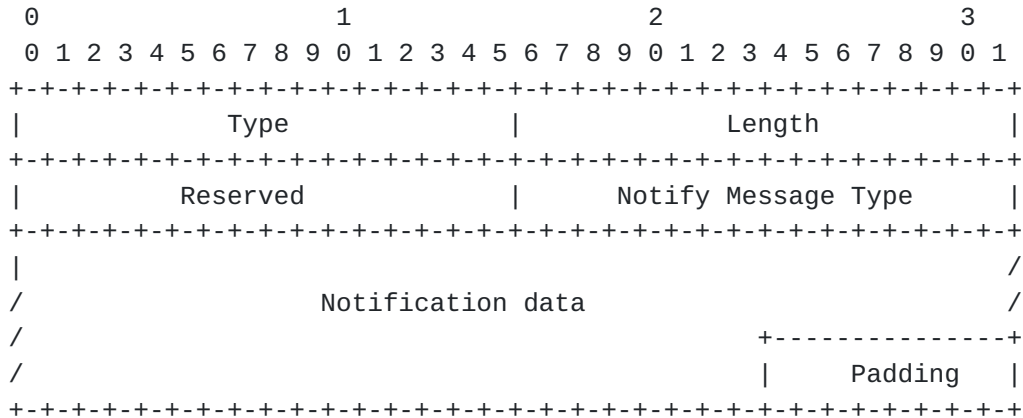 0                   1                   2                   3
 0 1 2 3 4 5 6 7 8 9 0 1 2 3 4 5 6 7 8 9 0 1 2 3 4 5 6 7 8 9 0 1
+-+-+-+-+-+-+-+-+-+-+-+-+-+-+-+-+-+-+-+-+-+-+-+-+-+-+-+-+-+-+-+-+
|             Type              |             Length            |
+-+-+-+-+-+-+-+-+-+-+-+-+-+-+-+-+-+-+-+-+-+-+-+-+-+-+-+-+-+-+-+-+
|          Reserved             |      Notify Message Type      |
+-+-+-+-+-+-+-+-+-+-+-+-+-+-+-+-+-+-+-+-+-+-+-+-+-+-+-+-+-+-+-+-+
|                                                               /
/                   Notification data                           /
/                                               +---------------+
/                                               |     Padding   |
+-+-+-+-+-+-+-+-+-+-+-+-+-+-+-+-+-+-+-+-+-+-+-+-+-+-+-+-+-+-+-+-+